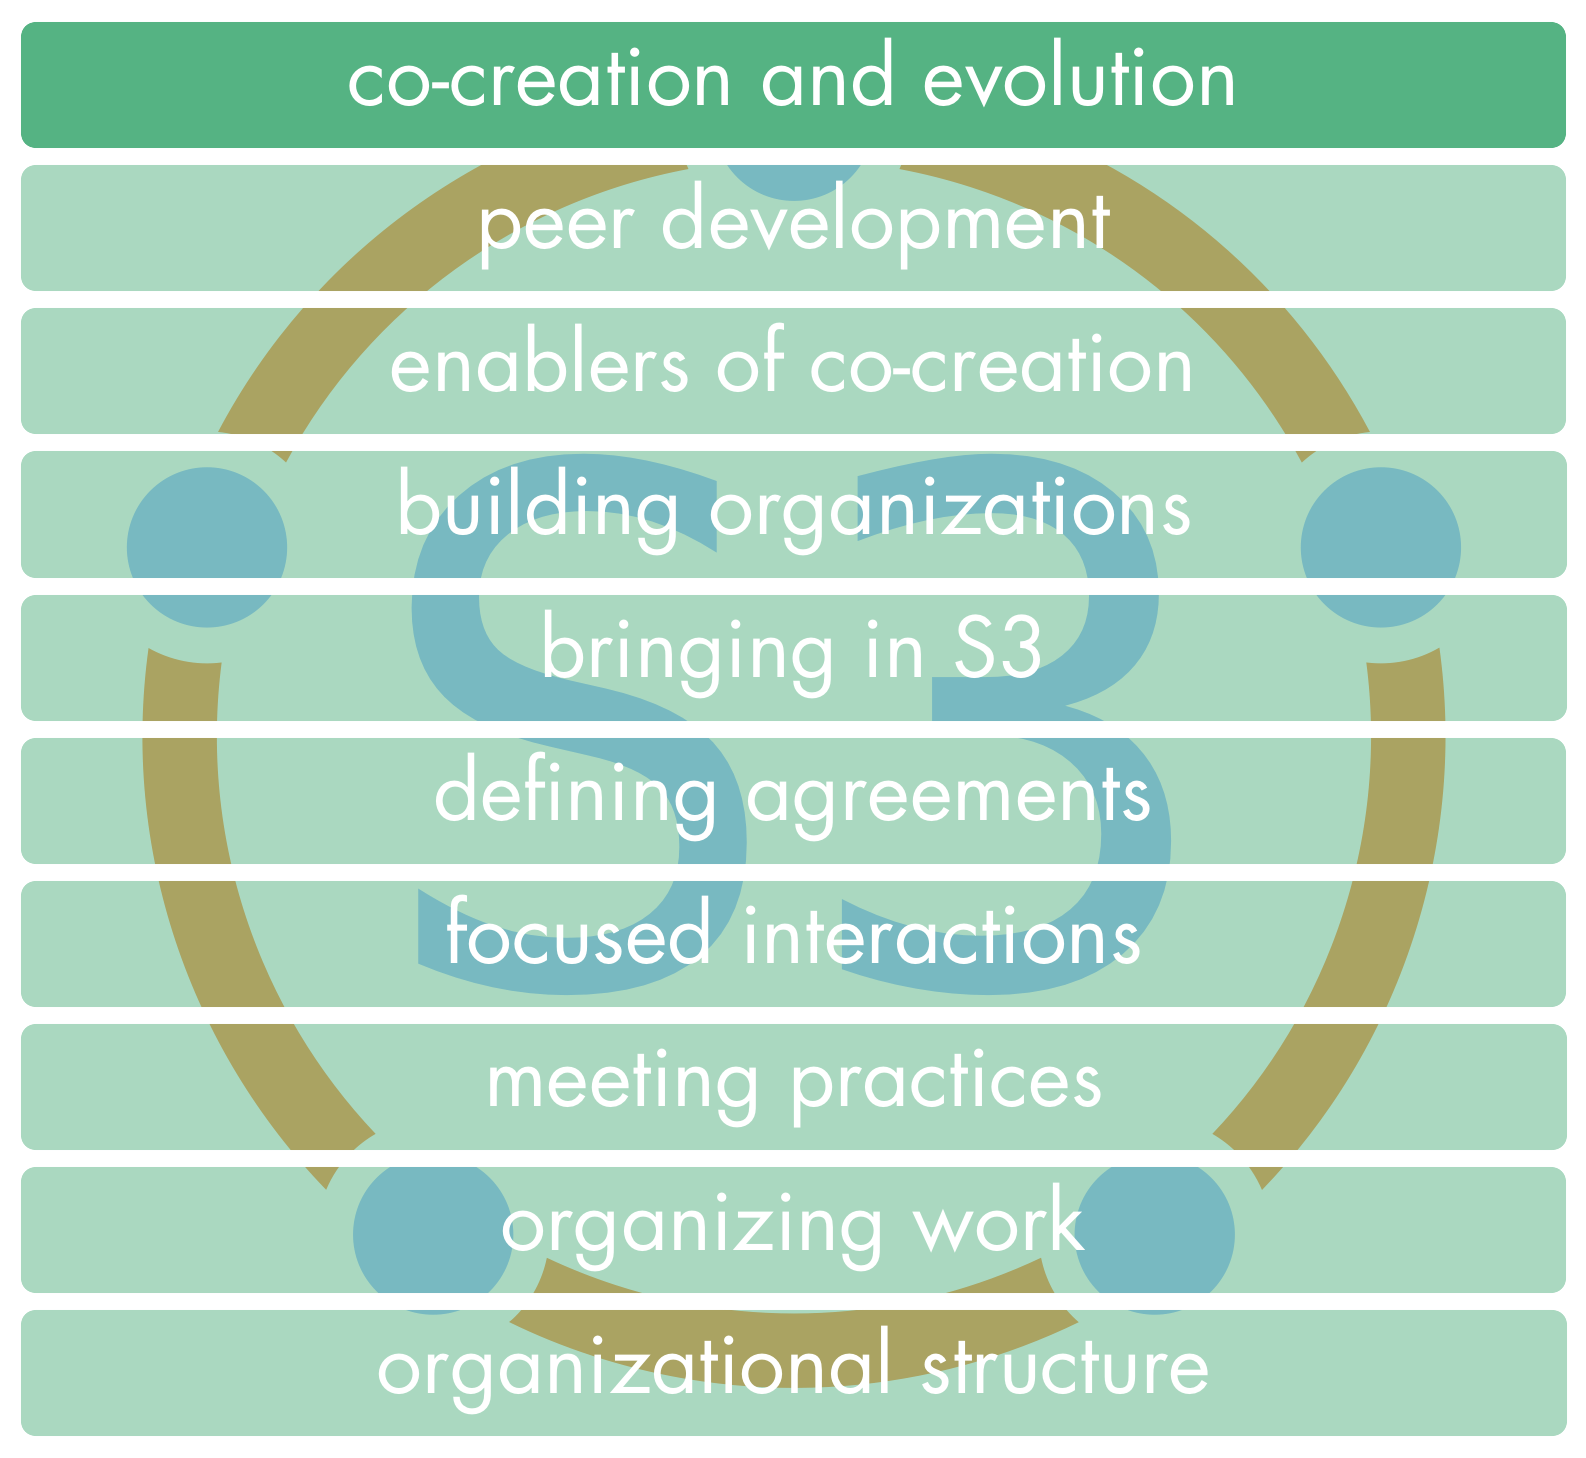 co-creation and evolution
peer development
enablers of co-creation
building organizations
bringing in S3
defining agreements
focused interactions
meeting practices
organizing work
organizational structure
S3